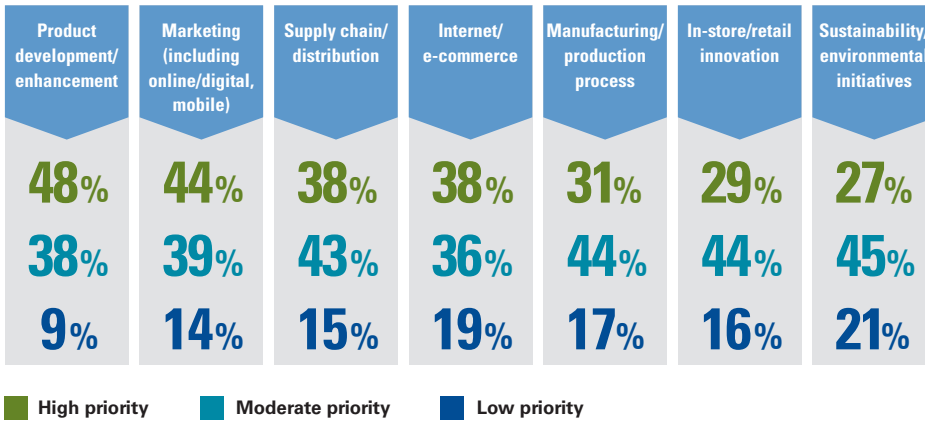 Product
development/
enhancement
Marketing
(including
online/digital,
mobile)
Supply chain/
distribution
Internet/
e-commerce
Manufacturing/
production
process
In-store/retail
innovation
Sustainability/
environmental
initiatives
48% 44% 38% 38% 31% 29% 27%
38% 39% 43% 36% 44% 44% 45%
9% 14% 15% 19% 17% 16% 21%
High priority Moderate priority Low priority